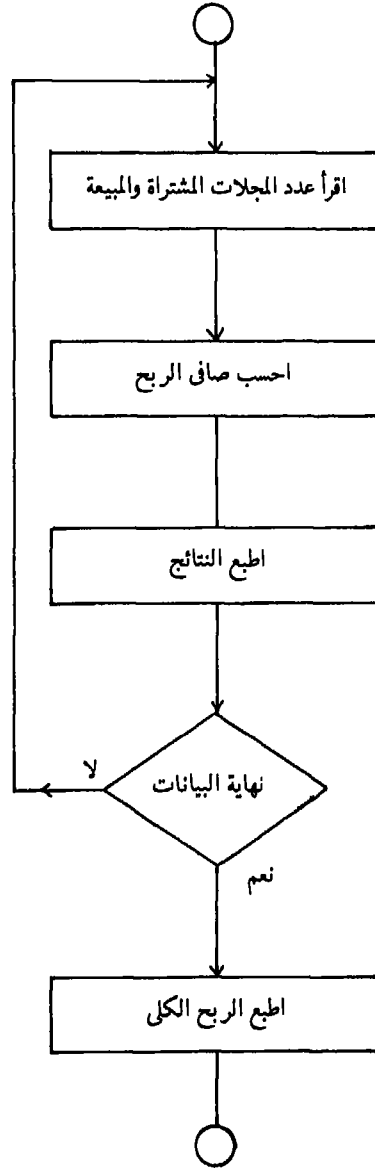 اقرأ عدد المجلات المشتراة والمبيعة
احسب صافى الربح
اطبع النتائج
نهاية البيانات
لا
نعم
اطبع الربح الكلى